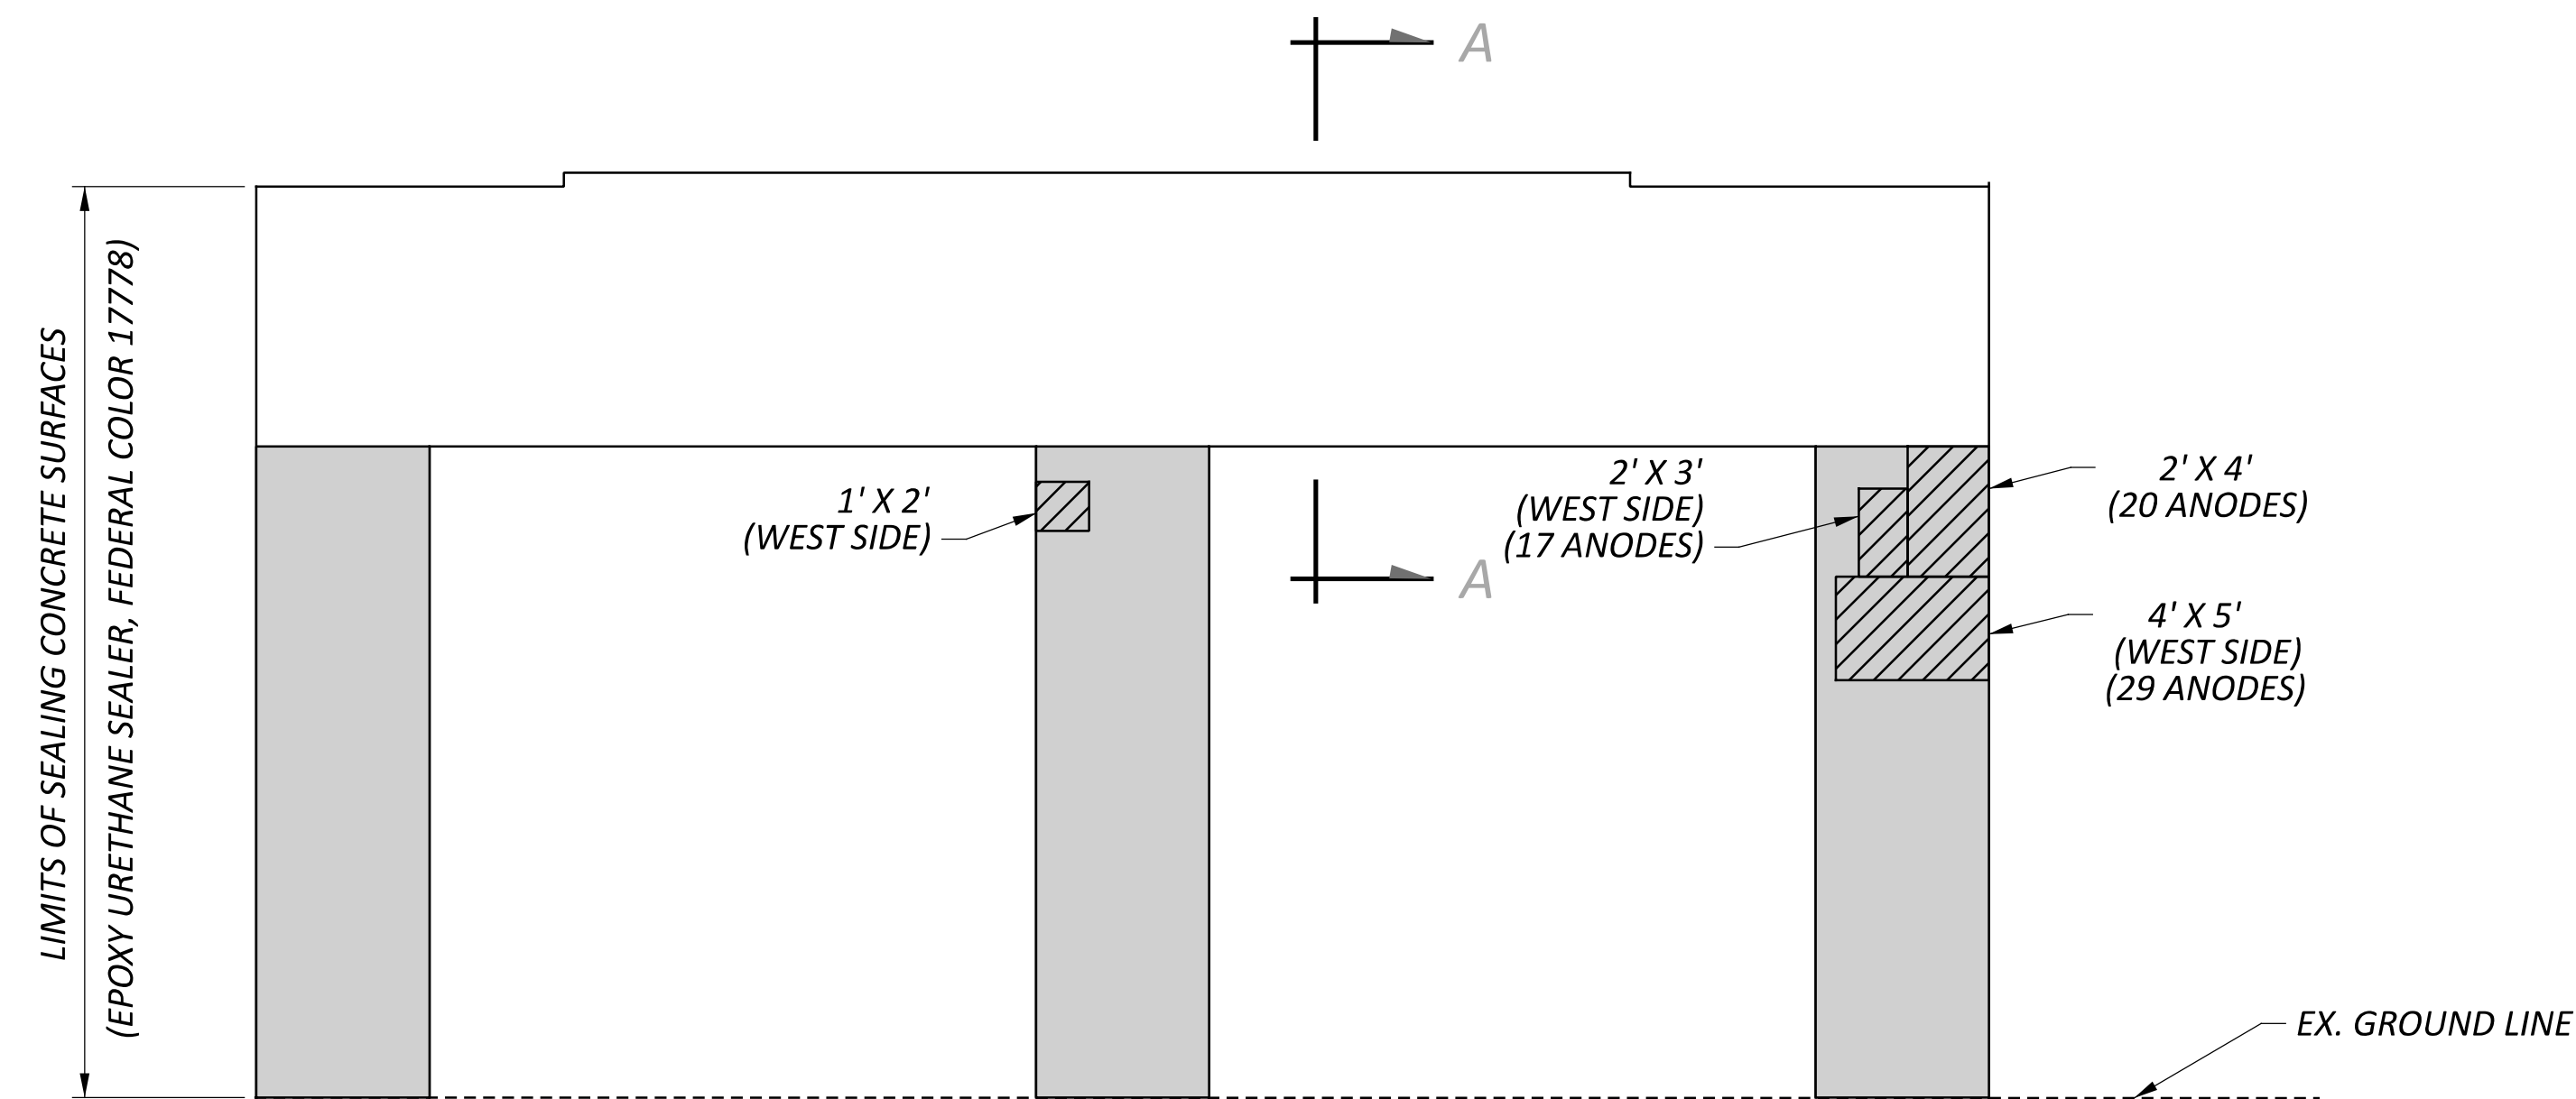 A
LIMITS OF SEALING CONCRETE SURFACES
(EPOXY URETHANE SEALER, FEDERAL COLOR 17778)
1' X 2'
(WEST SIDE)
2' X 3'
(WEST SIDE)
(17 ANODES)
2' X 4'
(20 ANODES)
A
4' X 5'
(WEST SIDE)
(29 ANODES)
EX. GROUND LINE